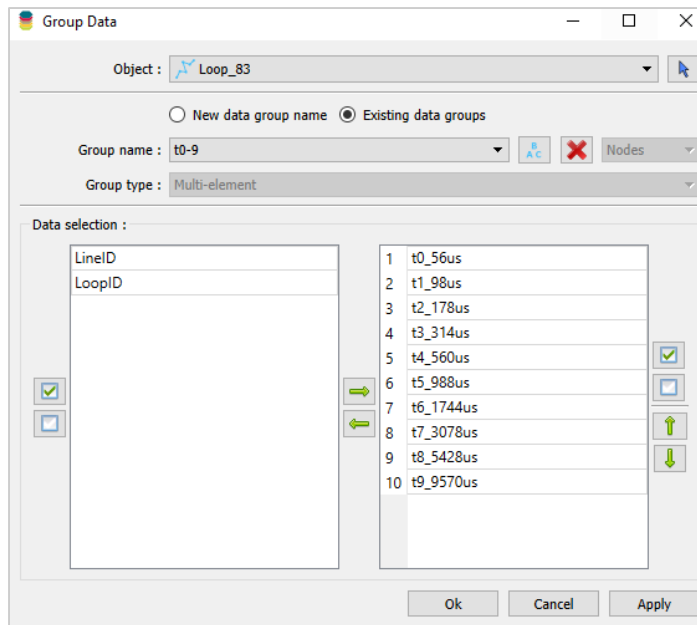 Group Data
Object : Loop_83
New data group name Existing data groups
Group name : t0-9 B A C Nodes
Group type : Multi-element
Data selection :
LineID
LoopID
1 t0_56us
2 t1_98us
3 t2_178us
4 t3_314us
5 t4_560us
6 t5_988us
7 t6_1744us
8 t7_3078us
9 t8_5428us
10 t9_9570us
Ok Cancel Apply